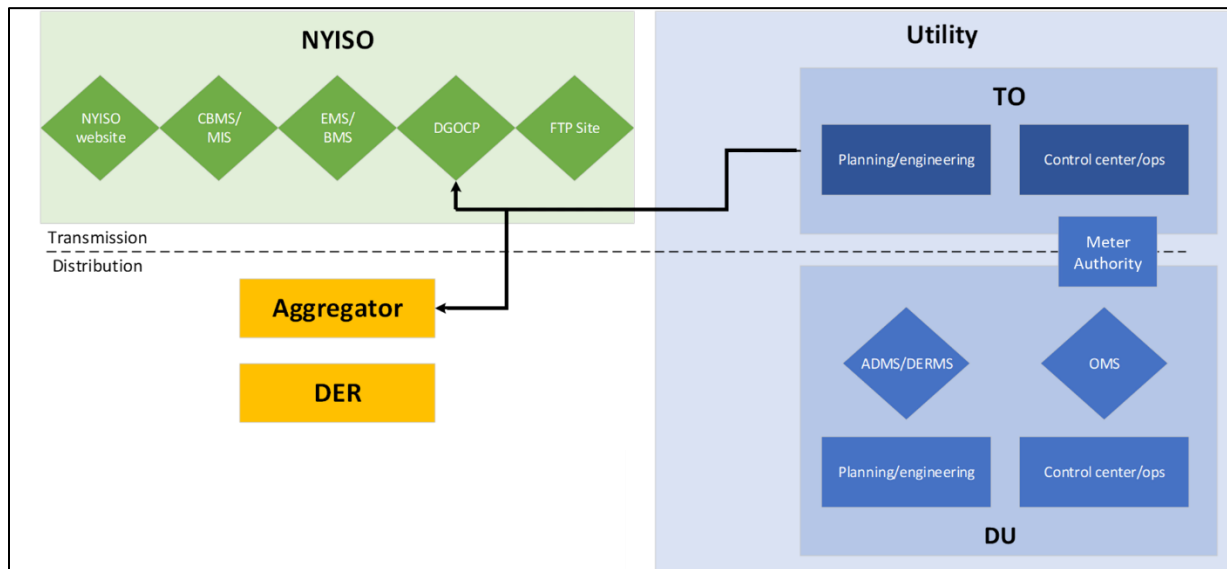 NYISO
NYISO
website
CBMS/
MIS
EMS/
BMS
DGOCP
FTP Site
Utility
TO
Planning/engineering
Control center/ops
Transmission
Distribution
Meter
Authority
Aggregator
DER
ADMS/DERMS
OMS
Planning/engineering
Control center/ops
DU